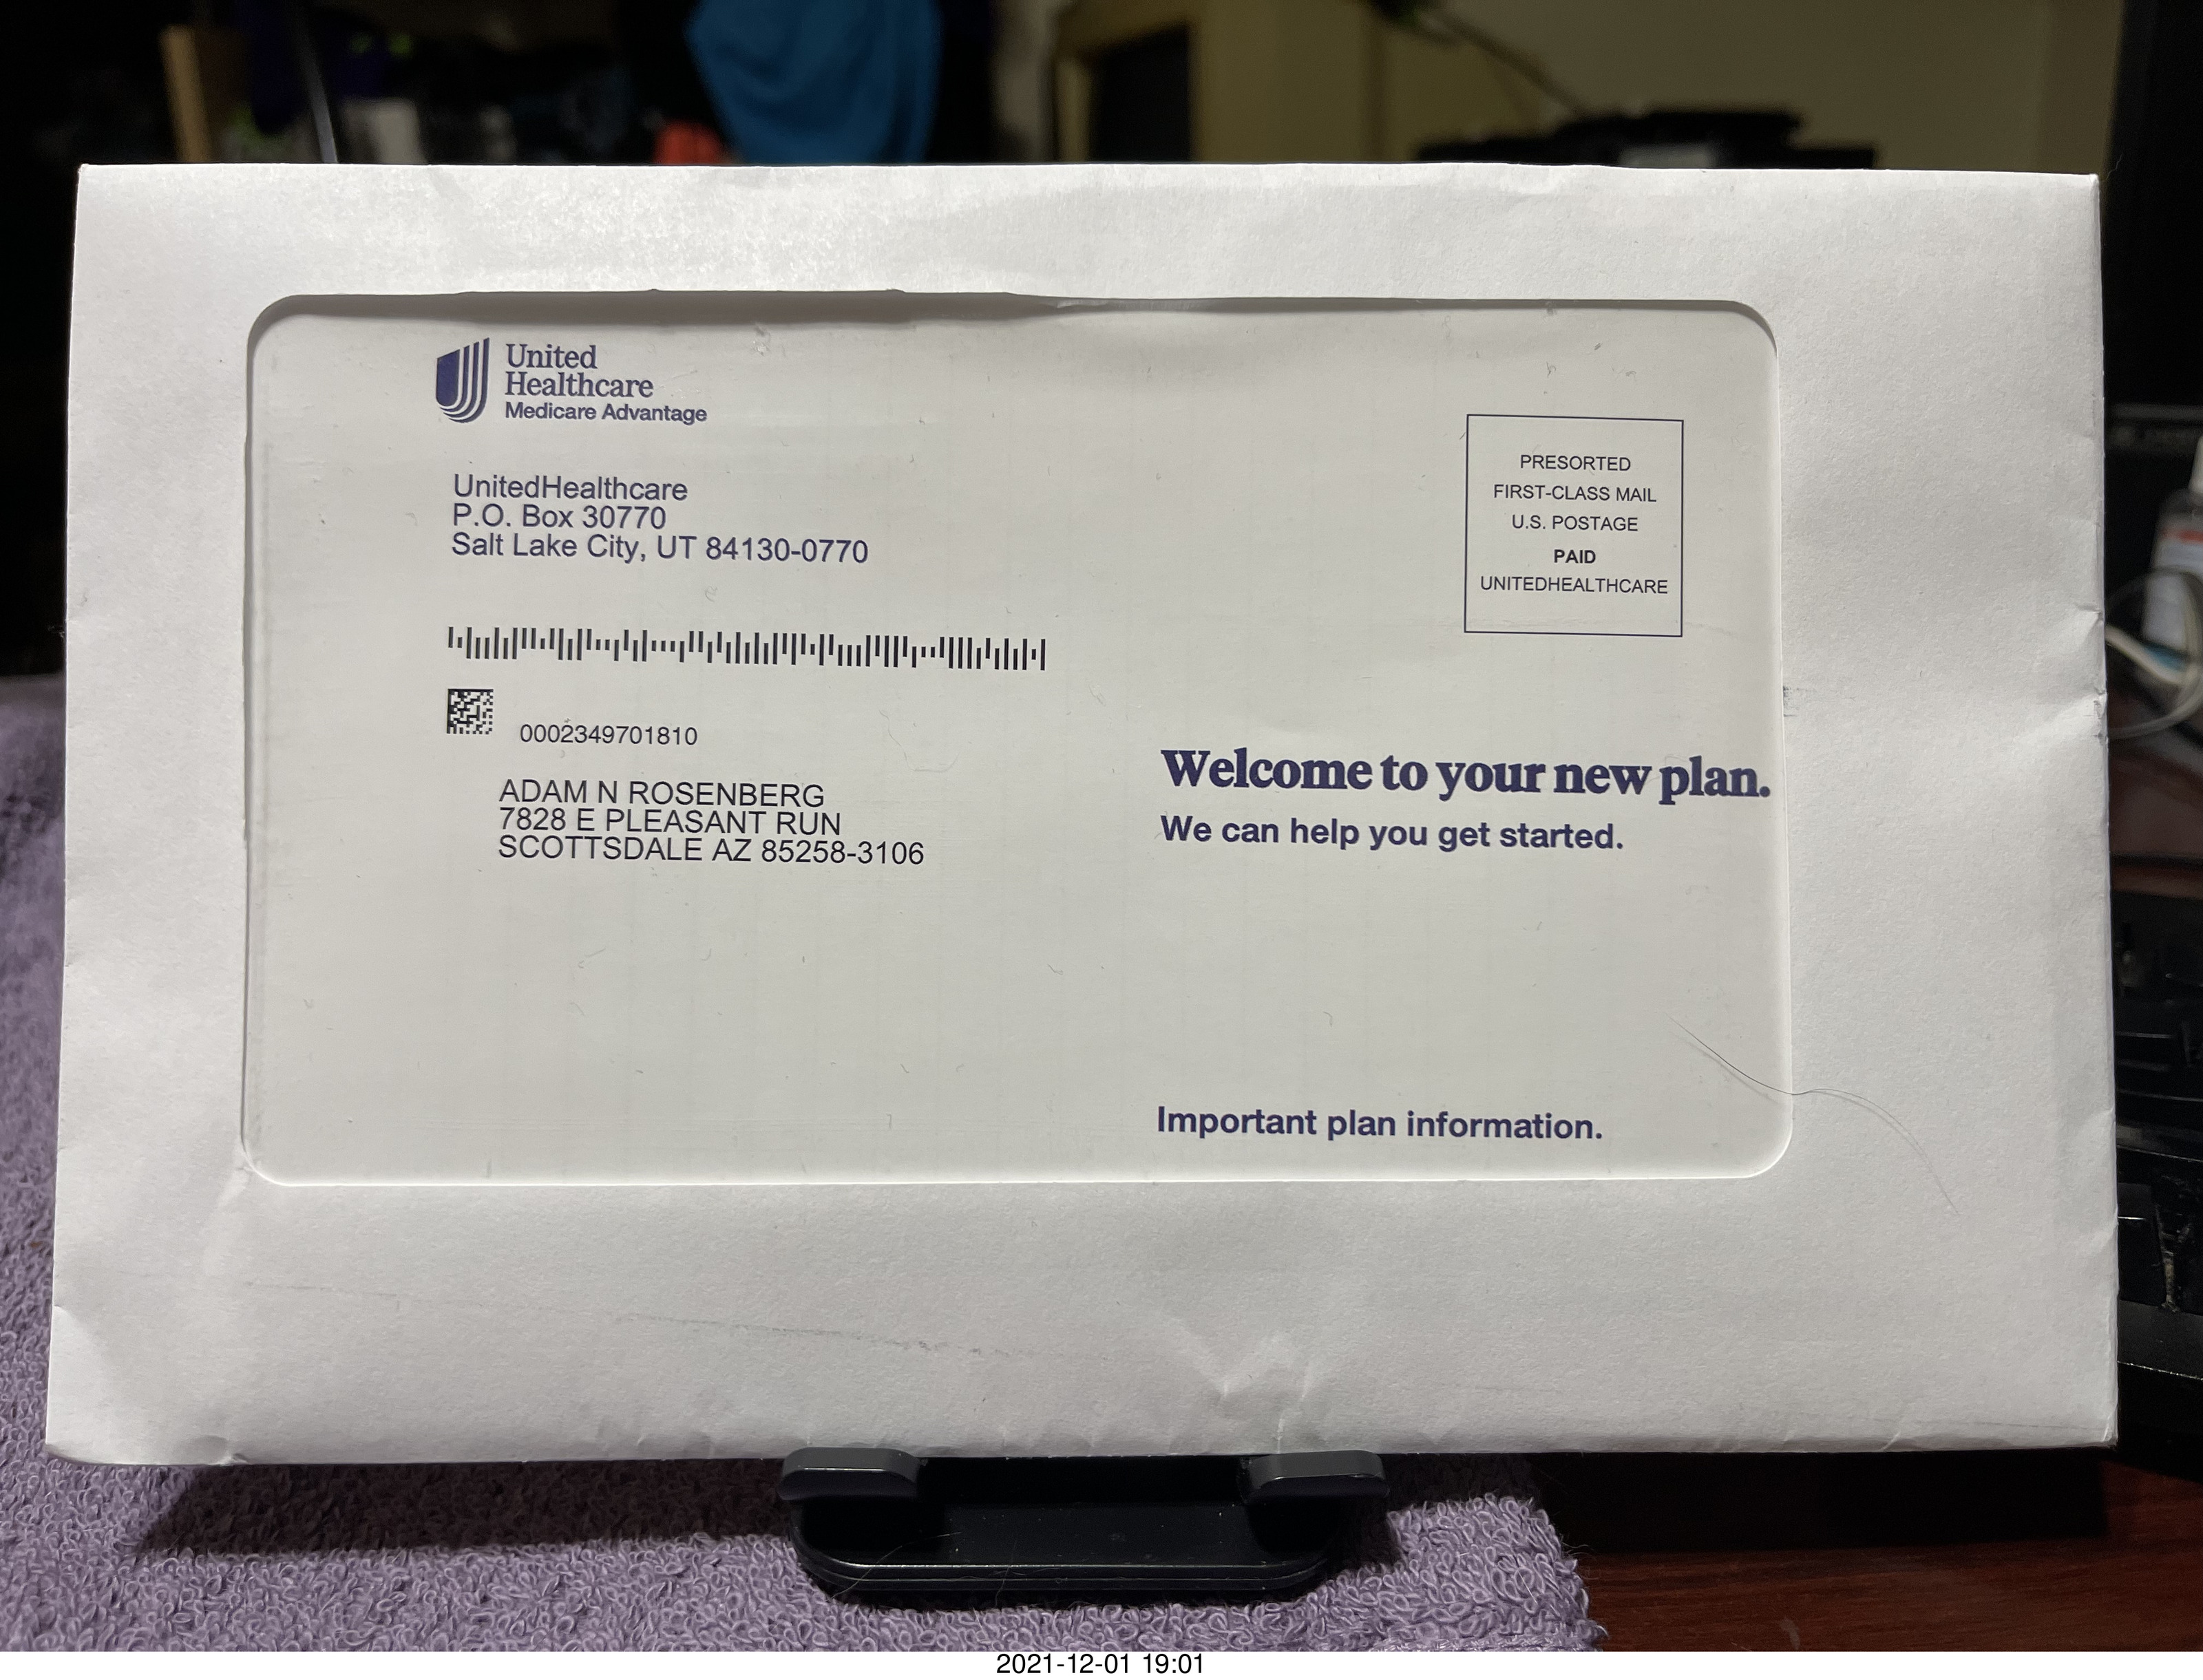 United
Healthcare
Medicare Advantage
UnitedHealthcare
P.O. Box 30770
Salt Lake City, UT 84130-0770
PRESORTED
FIRST-CLASS MAIL
U.S. POSTAGE
PAID
UNITEDHEALTHCARE
0002349701810
ADAM N ROSENBERG
7828 E PLEASANT RUN
SCOTTSDALE AZ 85258-3106
Welcome to your new plan.
We can help you get started.
Important plan information.
2021-12-01 19:01